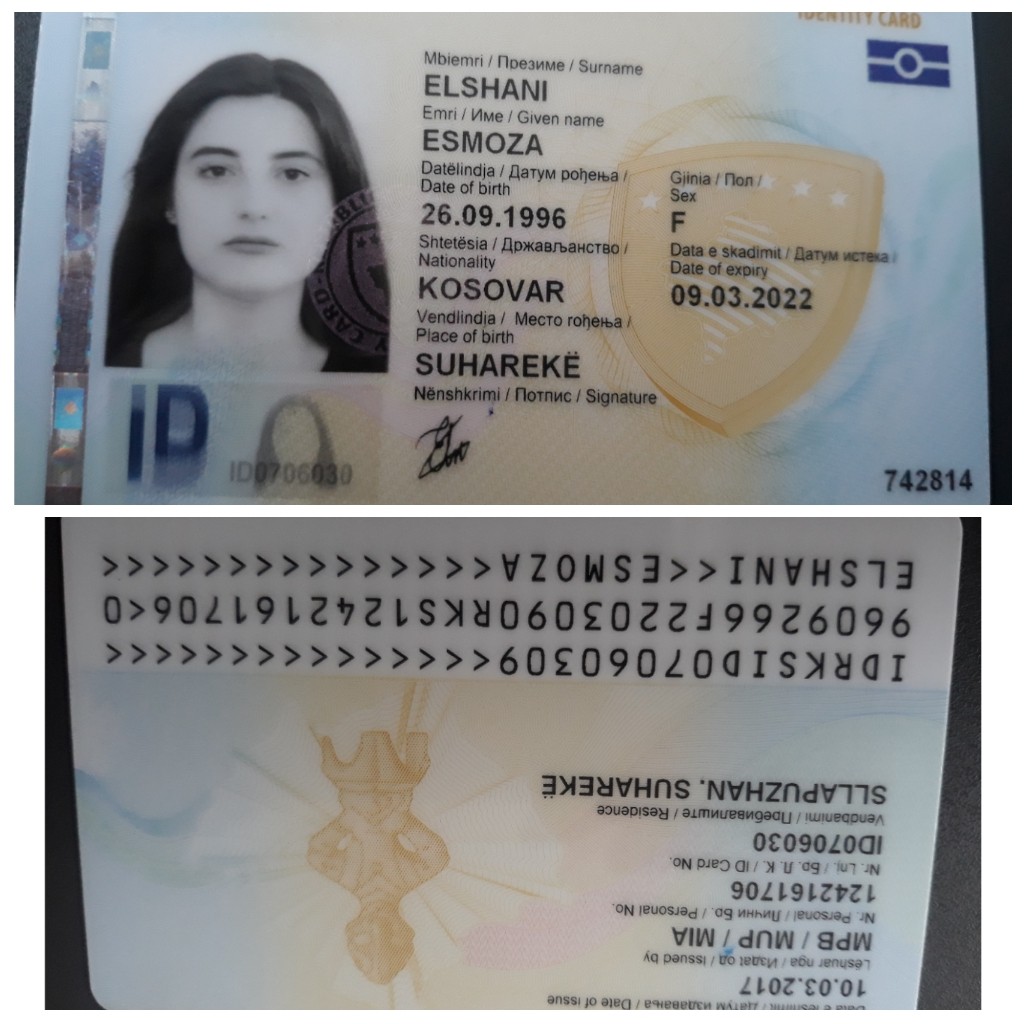 IDENTITY CARD
Mbiemri / Презиме / Surname
ELSHANI
Emri / Име / Given name
ESMOZA
Datëlindja / Датум рођења /
Date of birth
26.09.1996
Gjinia / Пол /
Sex
F
Shtetësia / Држављанство /
Nationality
KOSOVAR
Data e skadimit / Датум истека /
Date of expiry
09.03.2022
Vendlindja / Место рођења /
Place of birth
SUHAREKË
Nënshkrimi / Потпис / Signature
ID
ID0706030
742814
Data e lëshimit / Датум издавања / Date of issue
10.03.2017
Lëshuar nga / Издат од / Issued by
MPB / MUP / MIA
Nr. Personal / Лични Бр. / Personal No.
1242161706
Nr. Lnj. / Бр. Л. К. / ID Card No.
ID0706030
Vendbanimi / Пребивалиште / Residence
SLLAPUZHAN, SUHAREKË
IDRKSID07060309<<<<<<<<<<<<<<<
9609266F2203090RKS1242161706<0
ELSHANI<<ESMOZA<<<<<<<<<<<<<<<